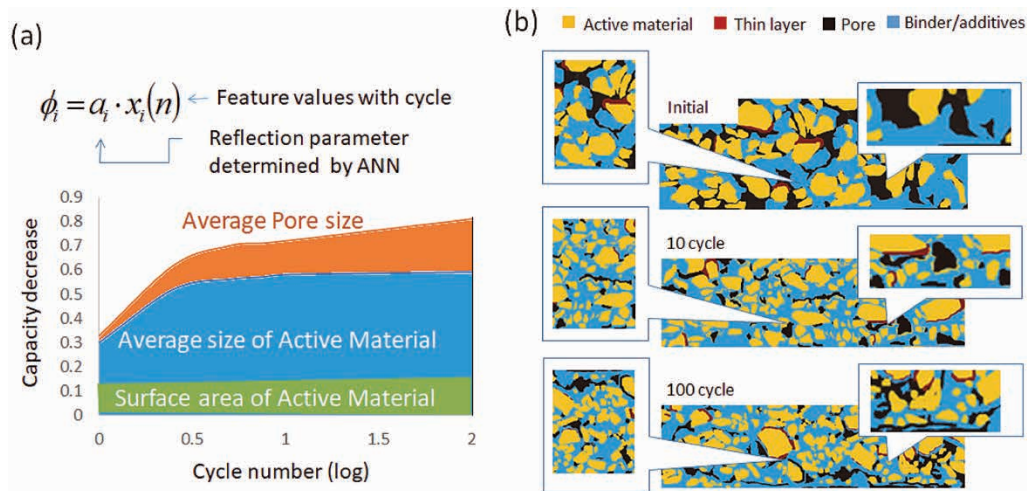 (a)
ϕᵢ = aᵢ · xᵢ(n)
Feature values with cycle
Reflection parameter
determined by ANN
Capacity decrease
0.9
0.8
0.7
0.6
0.5
0.4
0.3
0.2
0.1
0
Average Pore size
Average size of Active Material
Surface area of Active Material
0
0.5
1
1.5
2
Cycle number (log)
(b)
Active material
Thin layer
Pore
Binder/additives
Initial
10 cycle
100 cycle